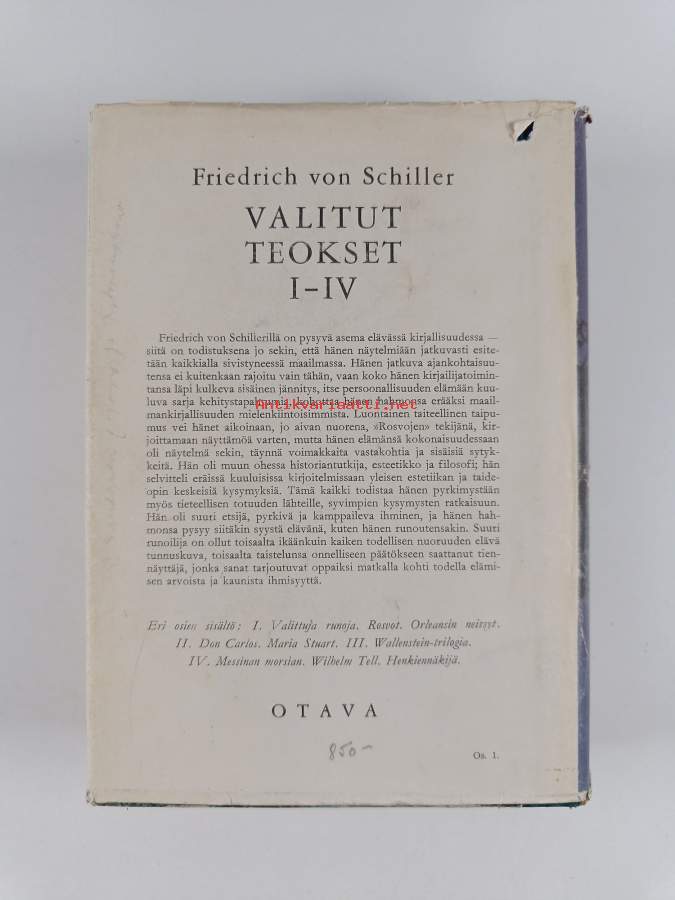 Friedrich von Schiller
VALITUT
TEOKSET
I–IV
Friedrich von Schillerillä on pysyvä asema elävässä kirjallisuudessa —
siitä on todistuksena jo sekin, että hänen näytelmiään jatkuvasti esite-
tään kaikkialla sivistyneessä maailmassa. Hänen jatkuva ajankohtaisuu-
tensa ei kuitenkaan rajoitu vain tähän, vaan koko hänen kirjailijatoimin-
tansa läpi kulkeva sisäinen jännitys, itse persoonallisuuden elämään kuu-
luva sarja kehitystapahtumia, kohottaa hänen hahmonsa erääksi maail-
Antikvariaatti.net
mankirjallisuuden mielenkiintoisimmista. Luontainen taiteellinen taipu-
mus vei hänet aikoinaan, jo aivan nuorena, »Rosvojen» tekijänä, kir-
joittamaan näyttämöä varten, mutta hänen elämänsä kokonaisuudessaan
oli näytelmä sekin, täynnä voimakkaita vastakohtia ja sisäisiä sytyk-
keitä. Hän oli muun ohessa historiantutkija, esteetikko ja filosofi; hän
selvitteli eräissä kuuluisissa kirjoitelmissaan yleisen estetiikan ja taide-
opin keskeisiä kysymyksiä. Tämä kaikki todistaa hänen pyrkimystään
myös tieteellisen totuuden lähteille, syvimpien kysymysten ratkaisuun.
Hän oli suuri etsijä, pyrkivä ja kamppaileva ihminen, ja hänen hah-
monsa pysyy siitäkin syystä elävänä, kuten hänen runoutensakin. Suuri
runoilija on ollut toisaalta ikäänkuin kaiken todellisen nuoruuden elävä
tunnuskuva, toisaalta taistelunsa onnelliseen päätökseen saattanut tien-
näyttäjä, jonka sanat tarjoutuvat oppaiksi matkalla kohti todella elämi-
sen arvoista ja kaunista ihmisyyttä.
Eri osien sisältö: I. Valittuja runoja. Rosvot. Orleansin neitsyt.
II. Don Carlos. Maria Stuart. III. Wallenstein-trilogia.
IV. Messinan morsian. Wilhelm Tell. Henkiennäkijä.
OTAVA
850-
Os. 1.